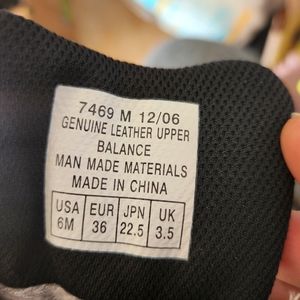 7469 M 12/06
GENUINE LEATHER UPPER
BALANCE
MAN MADE MATERIALS
MADE IN CHINA
USA EUR JPN UK
6M 36 22.5 3.5